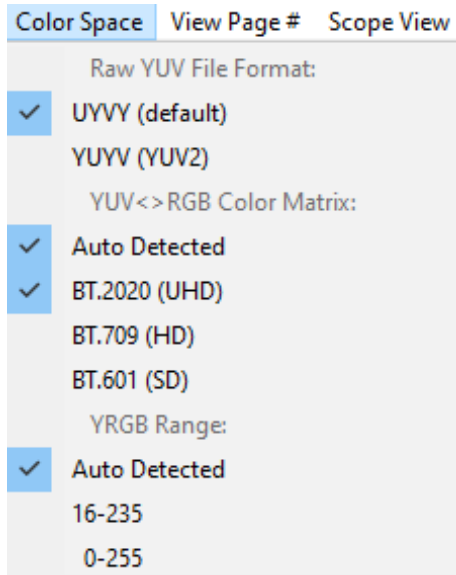 Color Space View Page # Scope View
Raw YUV File Format:
UYVY (default)
YUYV (YUV2)
YUV<>RGB Color Matrix:
Auto Detected
BT.2020 (UHD)
BT.709 (HD)
BT.601 (SD)
YRGB Range:
Auto Detected
16-235
0-255